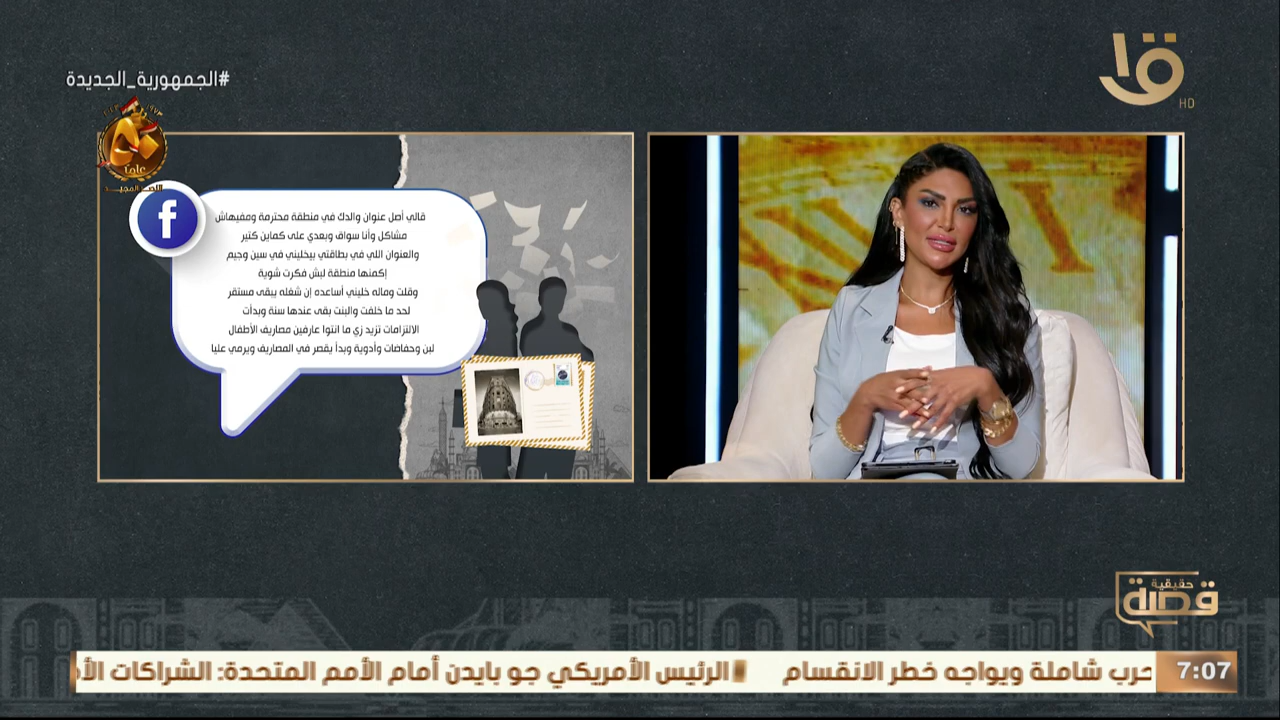 #الجمهورية_الجديدة
HD
عاما
قالي أصل عنوان والدك في منطقة محترمة ومفيهاش
مشاكل وأنا سواق وبعدي على كماين كتير
والعنوان اللي في بطاقتي بيخليني في سين وجيم
إكمنها منطقة لبش فكرت شوية
وقلت وماله خليني أساعده إن شغله يبقى مستقر
لحد ما خلفت والبنت بقى عندها سنة وبدأت
الالتزامات تزيد زي ما انتوا عارفين مصاريف الأطفال
لبن وحفاضات وأدوية وبدأ يقصر في المصاريف ويرمي عليا
قصة
حقيقية
7:07 حرب شاملة ويواجه خطر الانقسام الرئيس الأمريكي جو بايدن أمام الأمم المتحدة: الشراكات